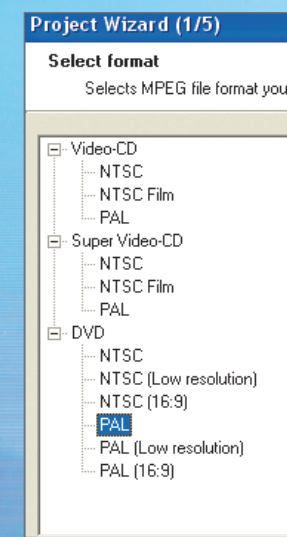 Project Wizard (1/5)
Select format
Selects MPEG file format you
Video-CD
NTSC
NTSC Film
PAL
Super Video-CD
NTSC
NTSC Film
PAL
DVD
NTSC
NTSC (Low resolution)
NTSC (16:9)
PAL
PAL (Low resolution)
PAL (16:9)